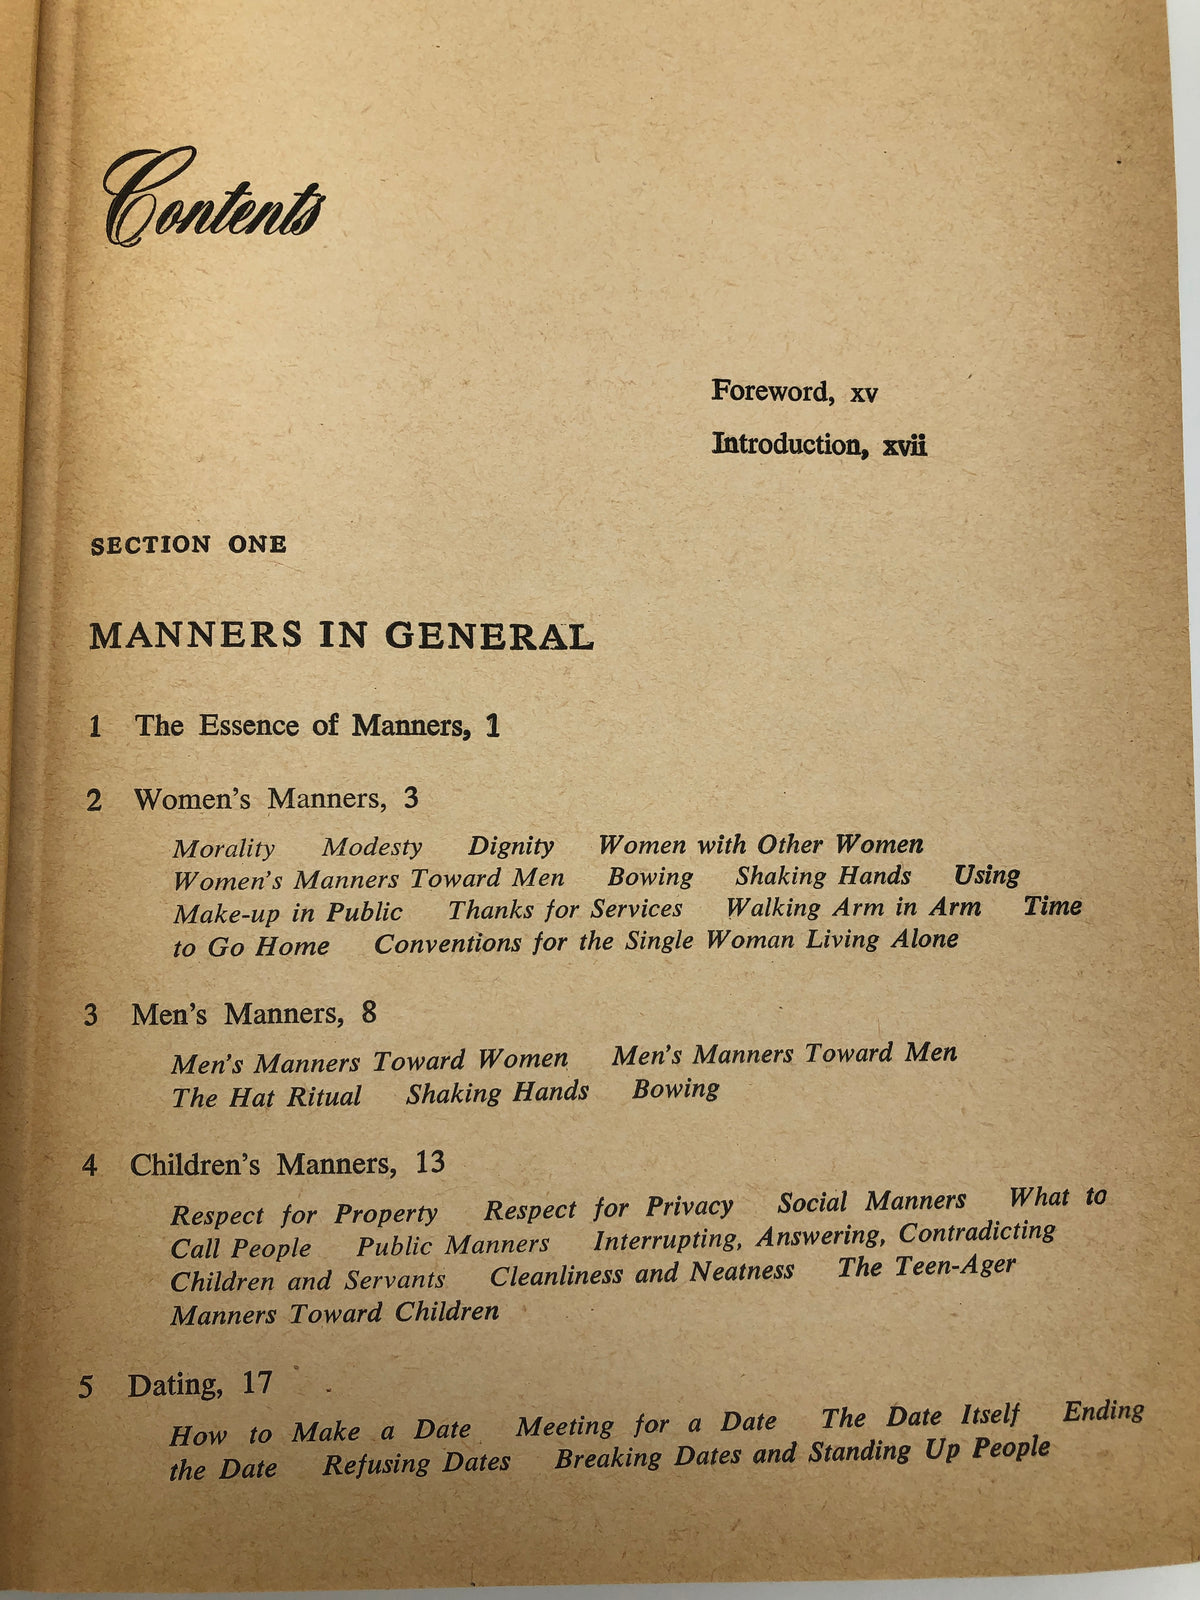 Contents
Foreword, xv
Introduction, xvii
SECTION ONE
MANNERS IN GENERAL
1 The Essence of Manners, 1
2 Women's Manners, 3
Morality Modesty Dignity Women with Other Women
Women's Manners Toward Men Bowing Shaking Hands Using
Make-up in Public Thanks for Services Walking Arm in Arm Time
to Go Home Conventions for the Single Woman Living Alone
3 Men's Manners, 8
Men's Manners Toward Women Men's Manners Toward Men
The Hat Ritual Shaking Hands Bowing
4 Children's Manners, 13
Respect for Property Respect for Privacy Social Manners What to
Call People Public Manners Interrupting, Answering, Contradicting
Children and Servants Cleanliness and Neatness The Teen-Ager
Manners Toward Children
5 Dating, 17
How to Make a Date Meeting for a Date The Date Itself Ending
the Date Refusing Dates Breaking Dates and Standing Up People